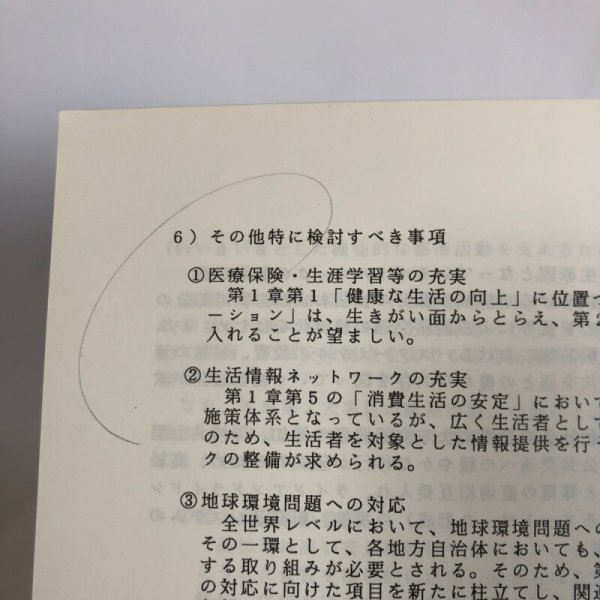 6）その他特に検討すべき事項
①医療保険・生涯学習等の充実
第1章第1「健康な生活の向上」に位置づ
ーション」は、生きがい面からとらえ、第2
入れることが望ましい。
②生活情報ネットワークの充実
第1章第5の「消費生活の安定」において
施策体系となっているが、広く生活者として
のため、生活者を対象とした情報提供を行う
クの整備が求められる。
③地球環境問題への対応
全世界レベルにおいて、地球環境問題への
その一環として、各地方自治体においても、
する取り組みが必要とされる。そのため、第
の対応に向けた項目を新たに柱立てし、関連